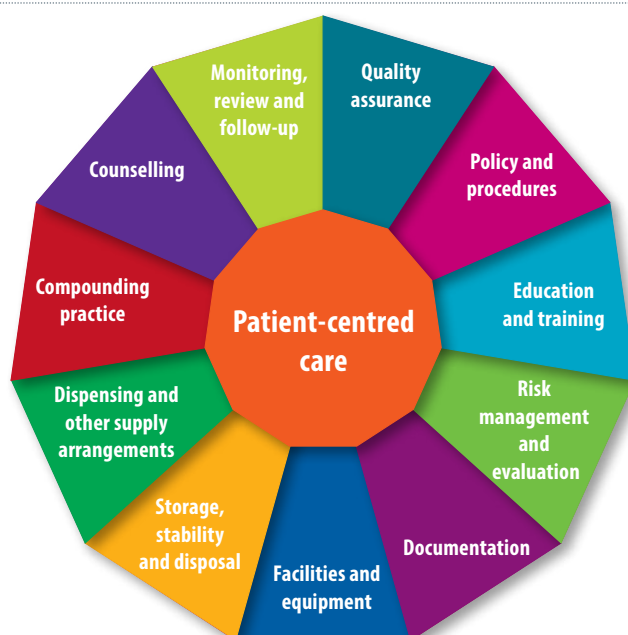 Monitoring,
review and
follow-up
Quality
assurance
Policy and
procedures
Education
and training
Risk
management
and
evaluation
Documentation
Facilities and
equipment
Storage,
stability
and disposal
Dispensing and
other supply
arrangements
Compounding
practice
Counselling
Patient-centred
care